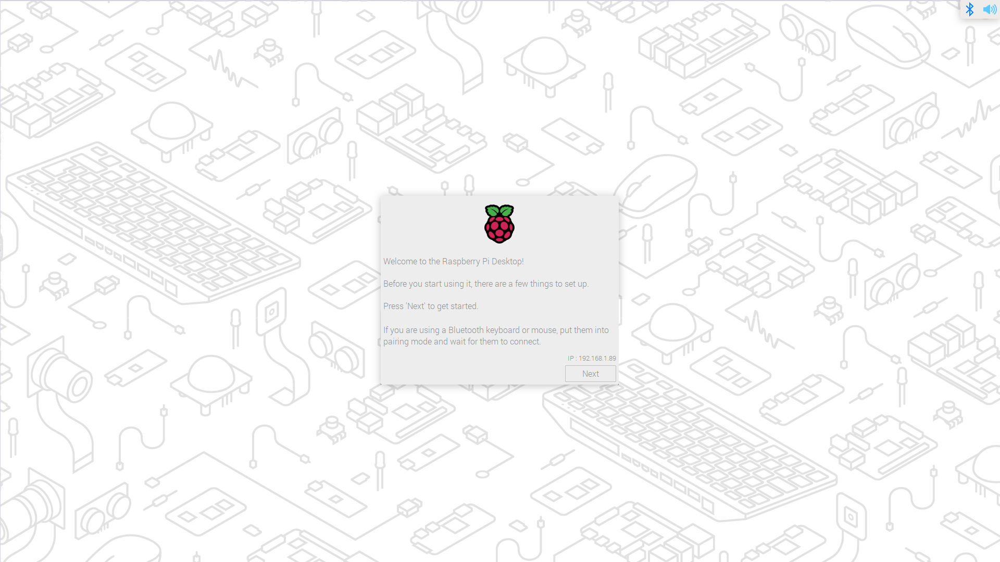 Welcome to the Raspberry Pi Desktop!
Before you start using it, there are a few things to set up.
Press 'Next' to get started.
If you are using a Bluetooth keyboard or mouse, put them into
pairing mode and wait for them to connect.
IP : 192.168.1.89
Next